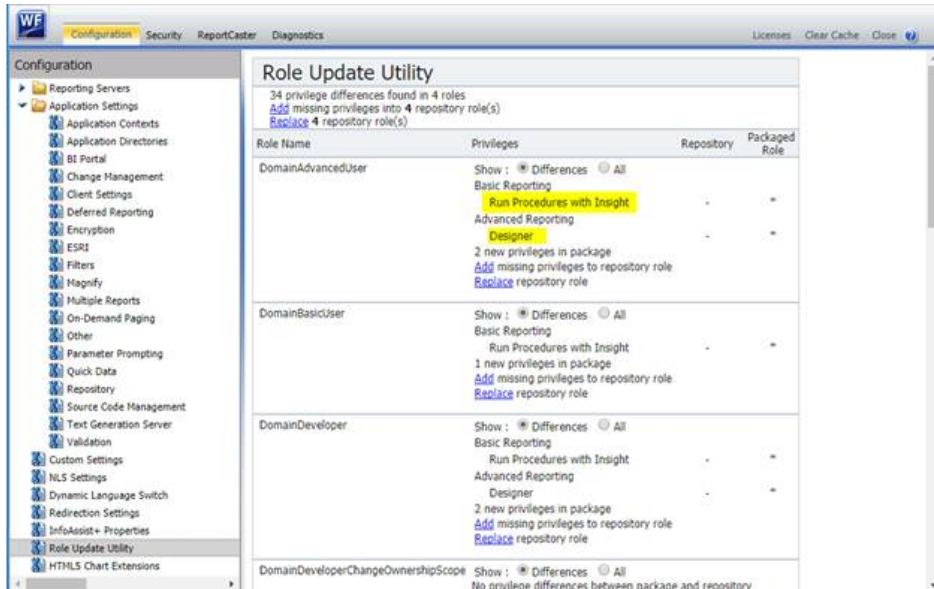 WF
Configuration Security ReportCaster Diagnostics
Licenses Clear Cache Close
Configuration
Reporting Servers
Application Settings
Application Contexts
Application Directories
BI Portal
Change Management
Client Settings
Deferred Reporting
Encryption
ESRI
Filters
Magnify
Multiple Reports
On-Demand Paging
Other
Parameter Prompting
Quick Data
Repository
Source Code Management
Text Generation Server
Validation
Custom Settings
NLS Settings
Dynamic Language Switch
Redirection Settings
InfoAssist+ Properties
Role Update Utility
HTML5 Chart Extensions
Role Update Utility
34 privilege differences found in 4 roles
Add missing privileges into 4 repository role(s)
Replace 4 repository role(s)
Role Name Privileges Repository Packaged Role
DomainAdvancedUser Show : Differences All
Basic Reporting
Run Procedures with Insight - *
Advanced Reporting
Designer - *
2 new privileges in package
Add missing privileges to repository role
Replace repository role
DomainBasicUser Show : Differences All
Basic Reporting
Run Procedures with Insight - *
1 new privileges in package
Add missing privileges to repository role
Replace repository role
DomainDeveloper Show : Differences All
Basic Reporting
Run Procedures with Insight - *
Advanced Reporting
Designer - *
2 new privileges in package
Add missing privileges to repository role
Replace repository role
DomainDeveloperChangeOwnershipScope Show : Differences All
No privilege differences between package and repository